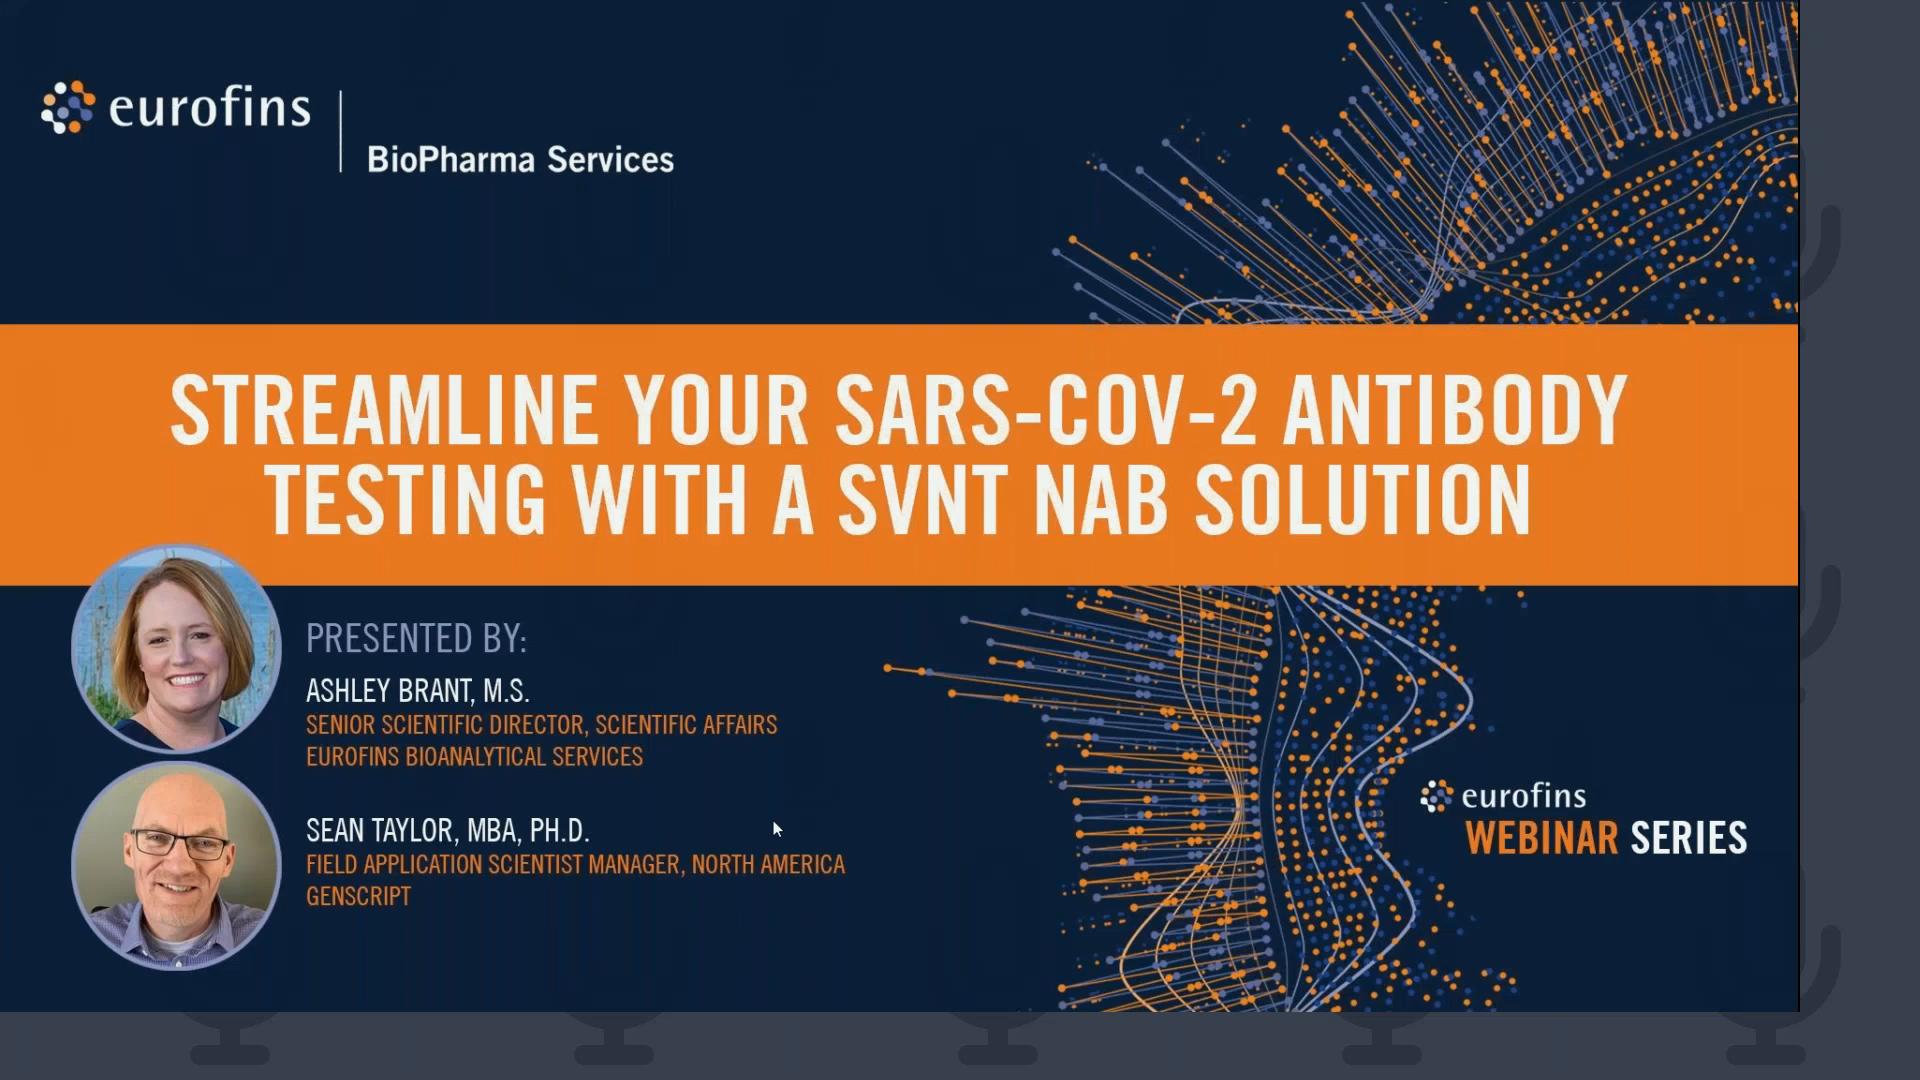 eurofins
BioPharma Services
STREAMLINE YOUR SARS-COV-2 ANTIBODY
TESTING WITH A SVNT NAB SOLUTION
PRESENTED BY:
ASHLEY BRANT, M.S.
SENIOR SCIENTIFIC DIRECTOR, SCIENTIFIC AFFAIRS
EUROFINS BIOANALYTICAL SERVICES
SEAN TAYLOR, MBA, PH.D.
FIELD APPLICATION SCIENTIST MANAGER, NORTH AMERICA
GENSCRIPT
eurofins
WEBINAR SERIES